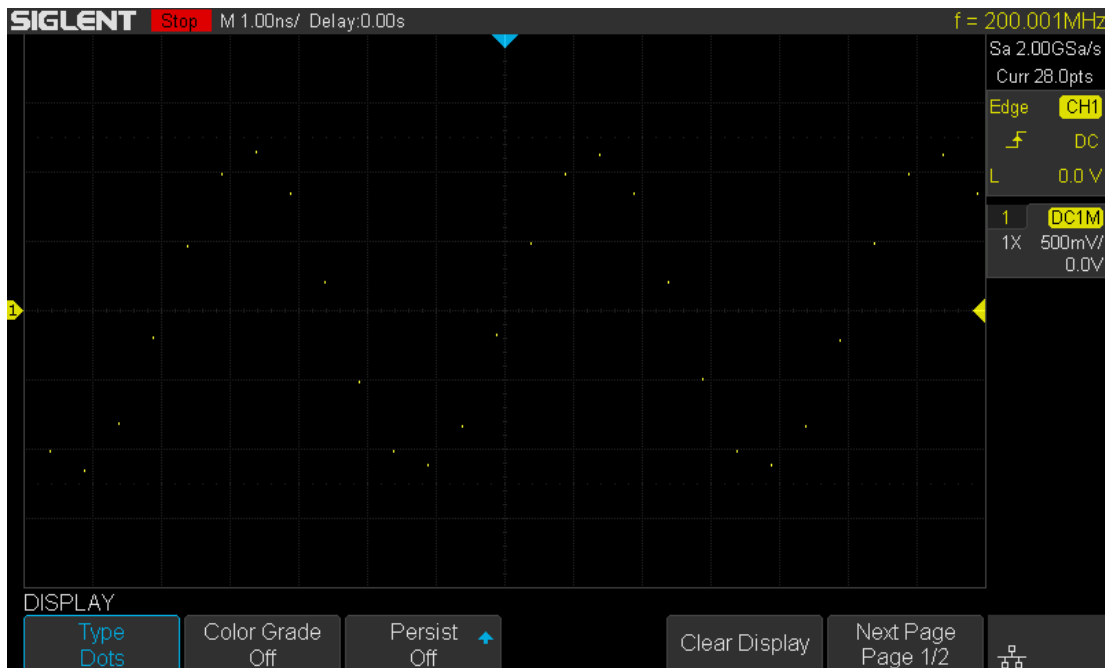 SIGLENT Stop M 1.00ns/ Delay:0.00s f = 200.001MHz
Sa 2.00GSa/s
Curr 28.0pts
Edge CH1
DC
L 0.0 V
1 DC1M
1X 500mV/
0.0V
1
DISPLAY
Type
Dots
Color Grade
Off
Persist
Off
Clear Display
Next Page
Page 1/2